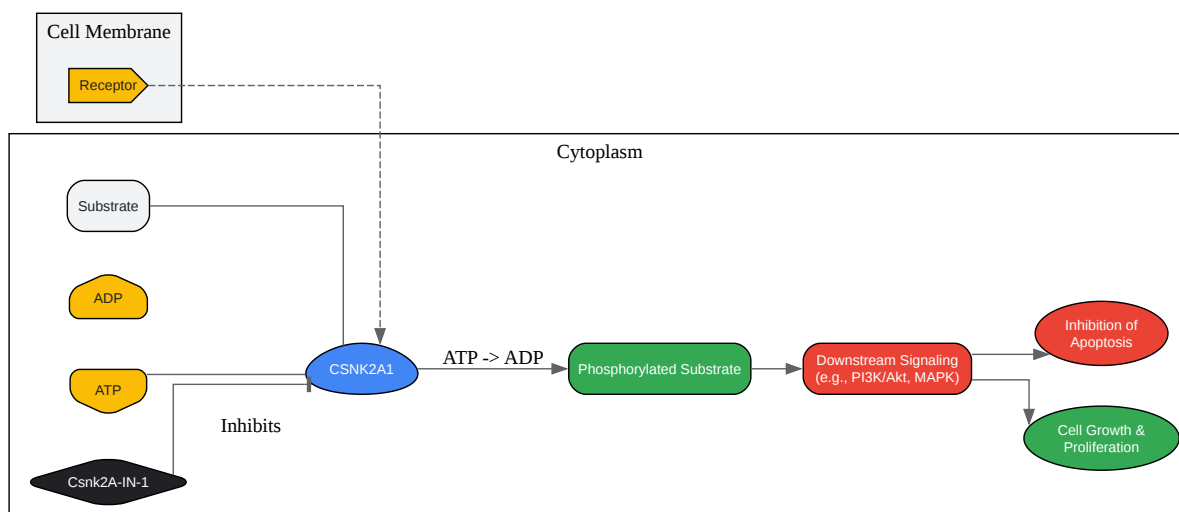 Cell Membrane
Receptor
Cytoplasm
Substrate
ADP
ATP
Csnk2A-IN-1
Inhibits
CSNK2A1
ATP -> ADP
Phosphorylated Substrate
Downstream Signaling
(e.g., PI3K/Akt, MAPK)
Inhibition of
Apoptosis
Cell Growth &
Proliferation